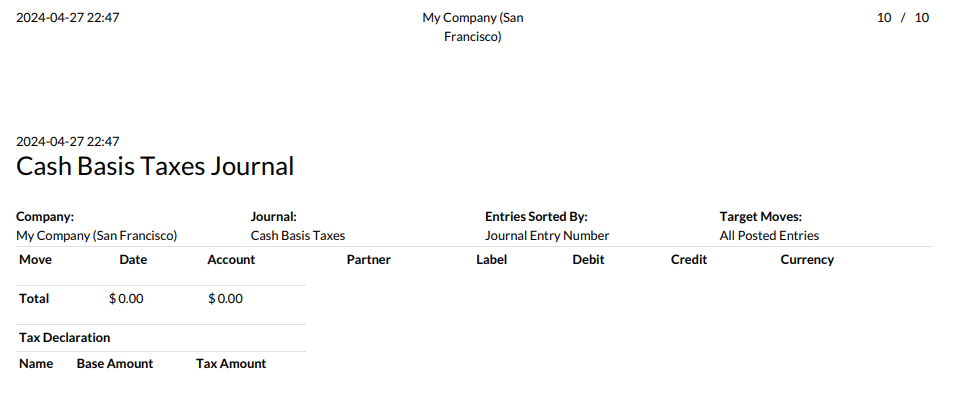 2024-04-27 22:47 My Company (San Francisco) 10 / 10
2024-04-27 22:47
Cash Basis Taxes Journal
Company: Journal: Entries Sorted By: Target Moves:
My Company (San Francisco) Cash Basis Taxes Journal Entry Number All Posted Entries
Move Date Account Partner Label Debit Credit Currency
Total $ 0.00 $ 0.00
Tax Declaration
Name Base Amount Tax Amount